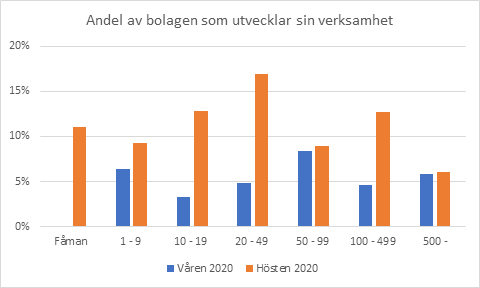 Andel av bolagen som utvecklar sin verksamhet
20%
15%
10%
5%
0%
Fåman 1 - 9 10 - 19 20 - 49 50 - 99 100 - 499 500 -
Våren 2020 Hösten 2020